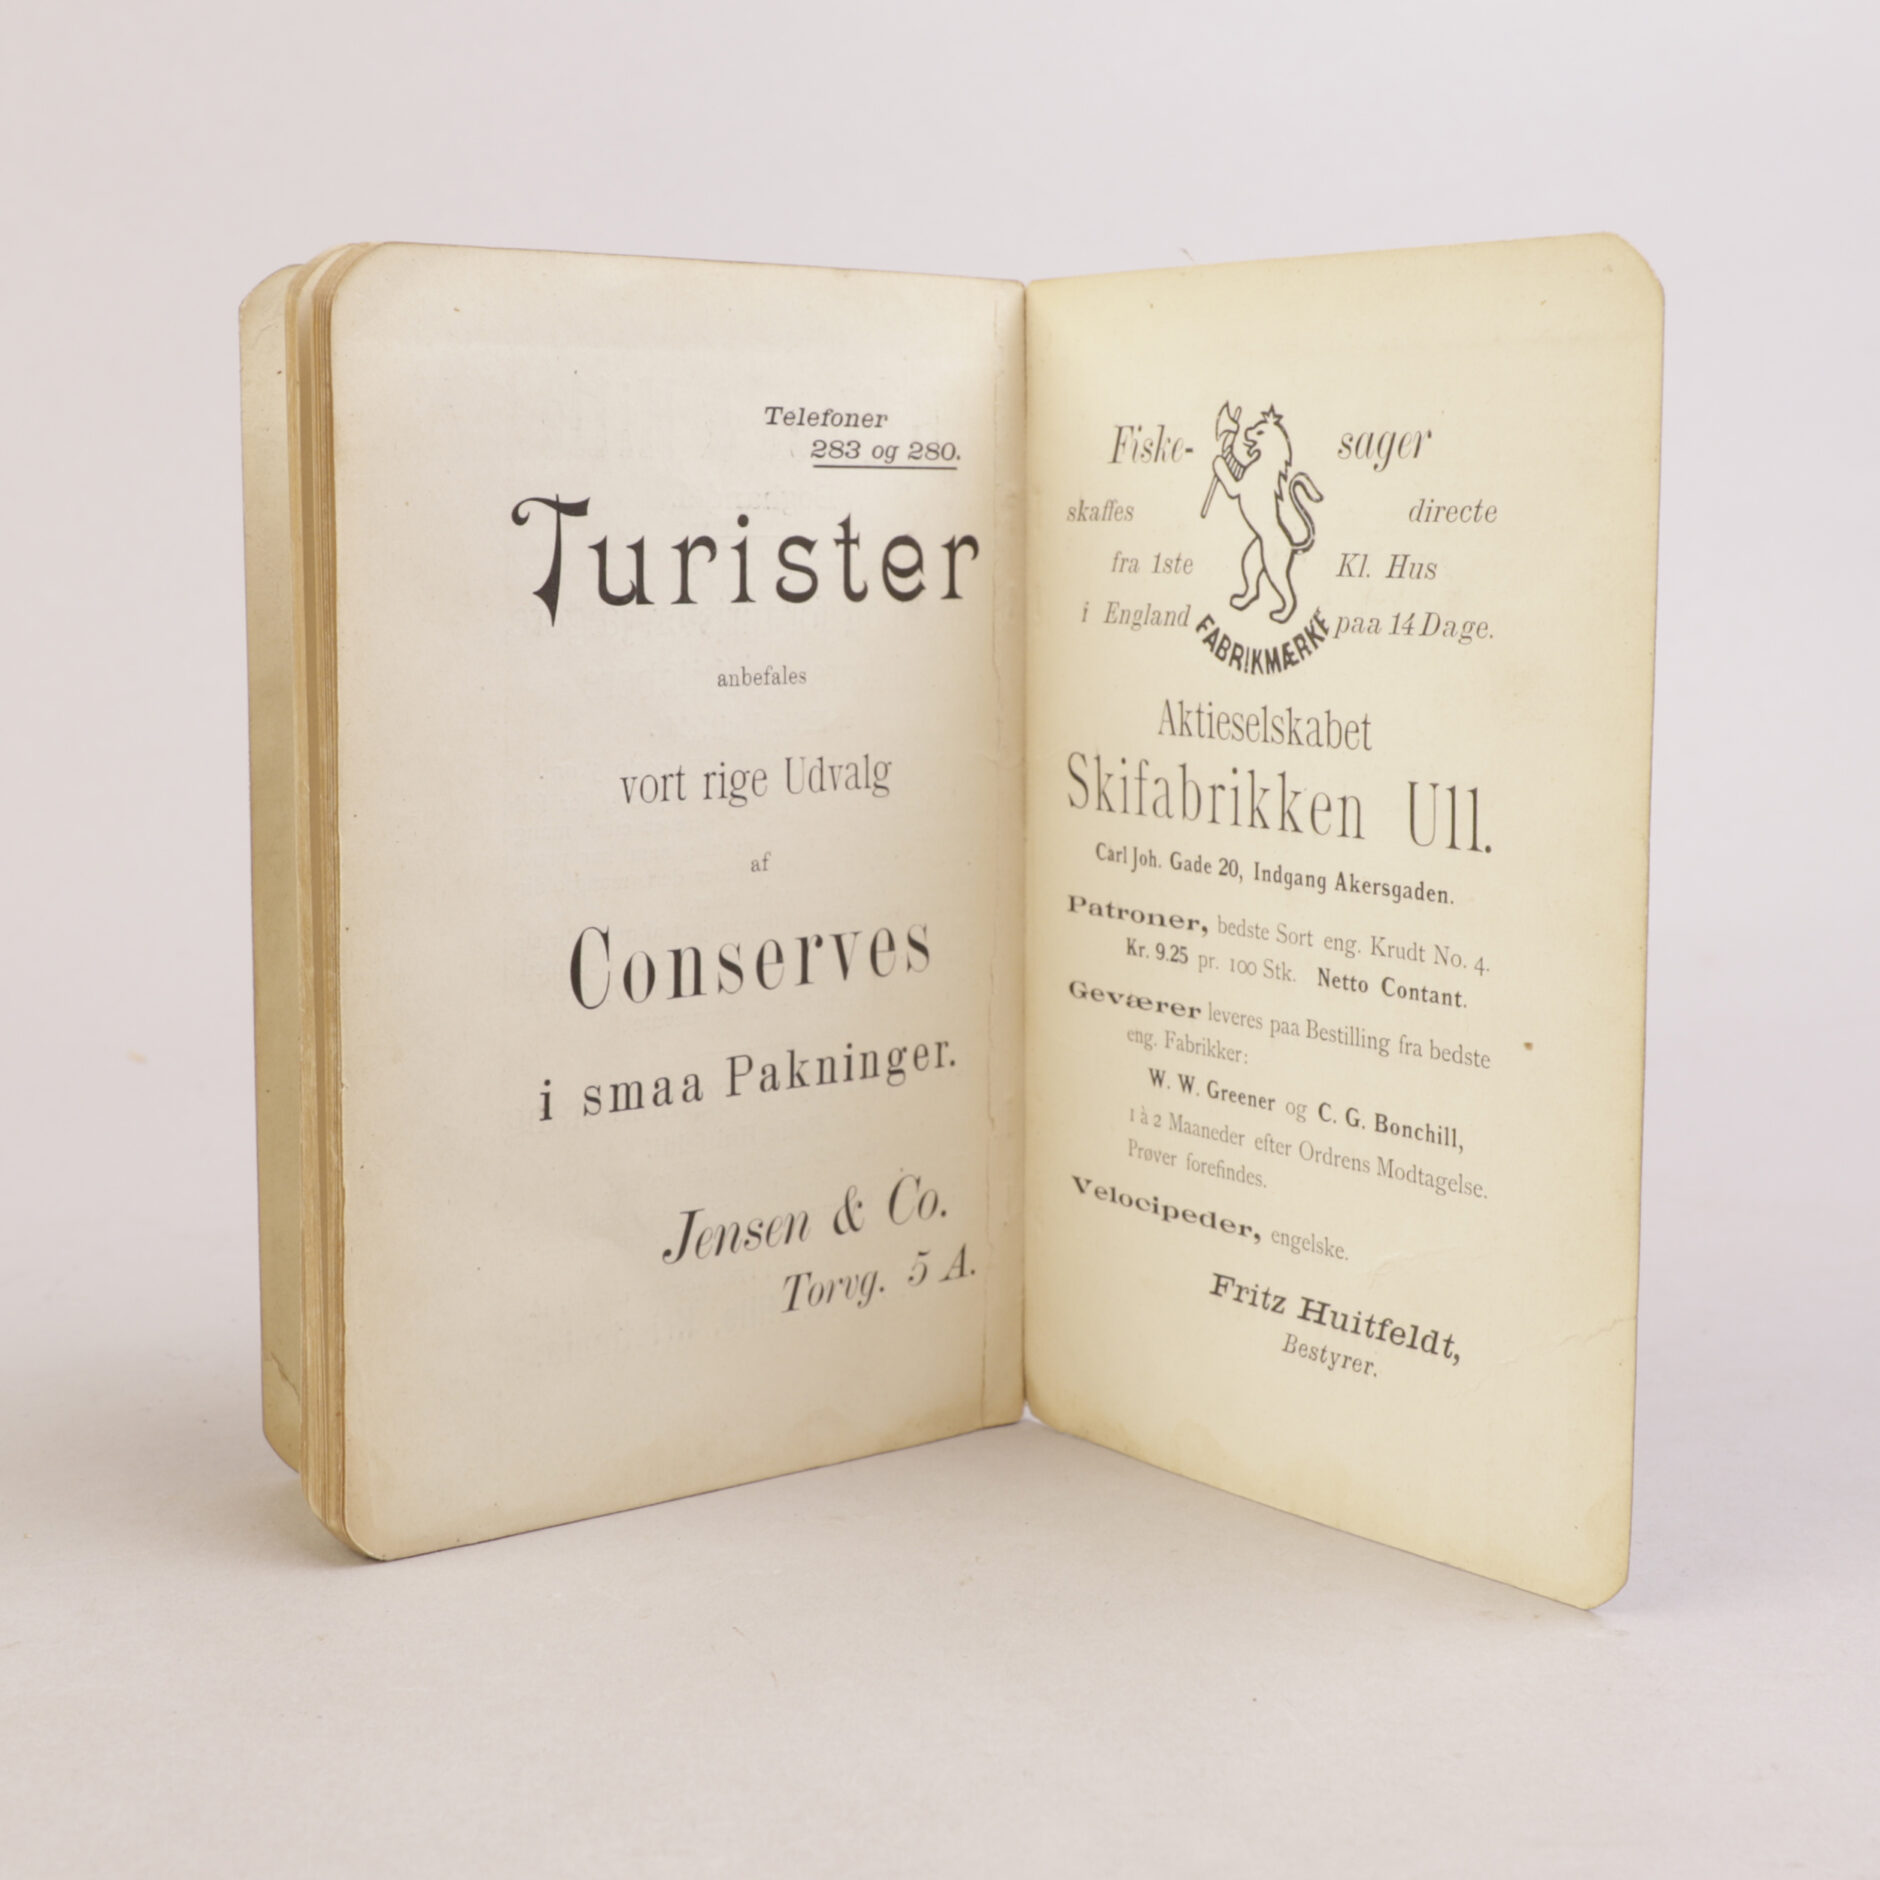 Telefoner
283 og 280.
Turister
anbefales
vort rige Udvalg
af
Conserves
i smaa Pakninger.
Jensen & Co.
Torvg. 5 A.
Fiske- sager
skaffes directe
fra 1ste Kl. Hus
i England paa 14 Dage.
FABRIKMÆRKE
Aktieselskabet
Skifabrikken Ull.
Carl Joh. Gade 20, Indgang Akersgaden.
Patroner, bedste Sort eng. Krudt No. 4.
Kr. 9.25 pr. 100 Stk. Netto Contant.
Geværer leveres paa Bestilling fra bedste
eng. Fabrikker:
W. W. Greener og C. G. Bonchill,
1 à 2 Maaneder efter Ordrens Modtagelse.
Prøver forefindes.
Velocipeder, engelske.
Fritz Huitfeldt,
Bestyrer.